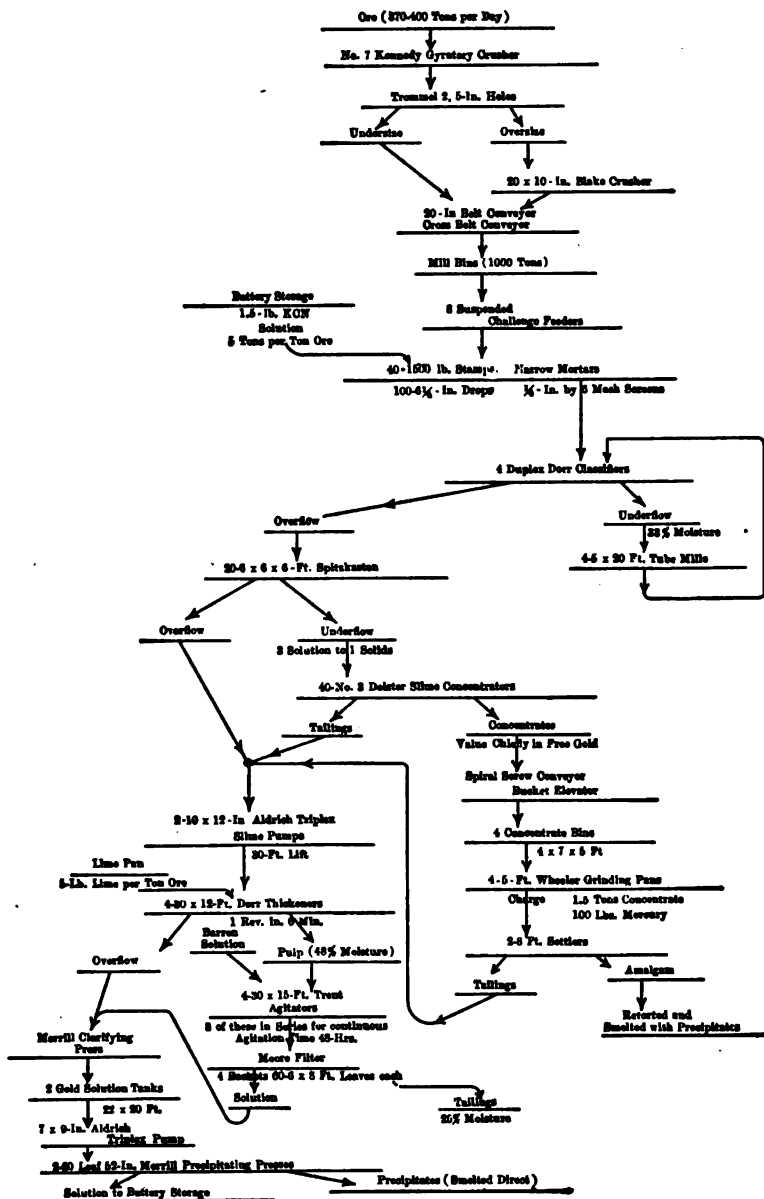 Ore (370-400 Tons per Day)
No. 7 Kennedy Gyratory Crusher
Trommel 2, 5-In. Holes
Undersize
Oversize
20 x 10-In. Blake Crusher
20-In Belt Conveyor
Cross Belt Conveyor
Mill Bins (1000 Tons)
Battery Storage
1.5-lb. KCN
Solution
5 Tons per Ton Ore
8 Suspended
Challenge Feeders
40-1500 lb. Stamps. Narrow Mortars
100-6½-In. Drops
-In. by 5 Mesh Screens
4 Duplex Dorr Classifiers
Overflow
Underflow
33% Moisture
4-5 x 20 Ft. Tube Mills
20-6 x 6 x 6-Ft. Spitzkasten
Overflow
Underflow
3 Solution to 1 Solids
40-No. 3 Deister Slime Concentrators
Tailings
Concentrates
Value Chiefly in Free Gold
Spiral Screw Conveyor
Bucket Elevator
2-10 x 12-In Aldrich Triplex
Slime Pumps
30-Ft. Lift
4 Concentrate Bins
4 x 7 x 5 Ft
Lime Pan
5-Lb. Lime per Ton Ore
4-5-Ft. Wheeler Grinding Pans
Charge 1.5 Tons Concentrate
100 Lbs. Mercury
4-30 x 12-Ft. Dorr Thickeners
1 Rev. in. 6 Min.
2-8 Ft. Settlers
Barren
Solution
Pulp (48% Moisture)
Overflow
Tailings
Amalgam
Retorted and
Smelted with Precipitates
4-30 x 15-Ft. Trent
Agitators
3 of these in Series for continuous
Agitation Time 48-Hrs.
Merrill Clarifying
Press
Moore Filter
4 Baskets 60-6 x 8 Ft. Leaves each
2 Gold Solution Tanks
22 x 20 Ft.
Solution
Tailings
25% Moisture
7 x 9-In. Aldrich
Triplex Pump
2-20 Leaf 52-In. Merrill Precipitating Presses
Solution to Battery Storage
Precipitates (Smelted Direct)